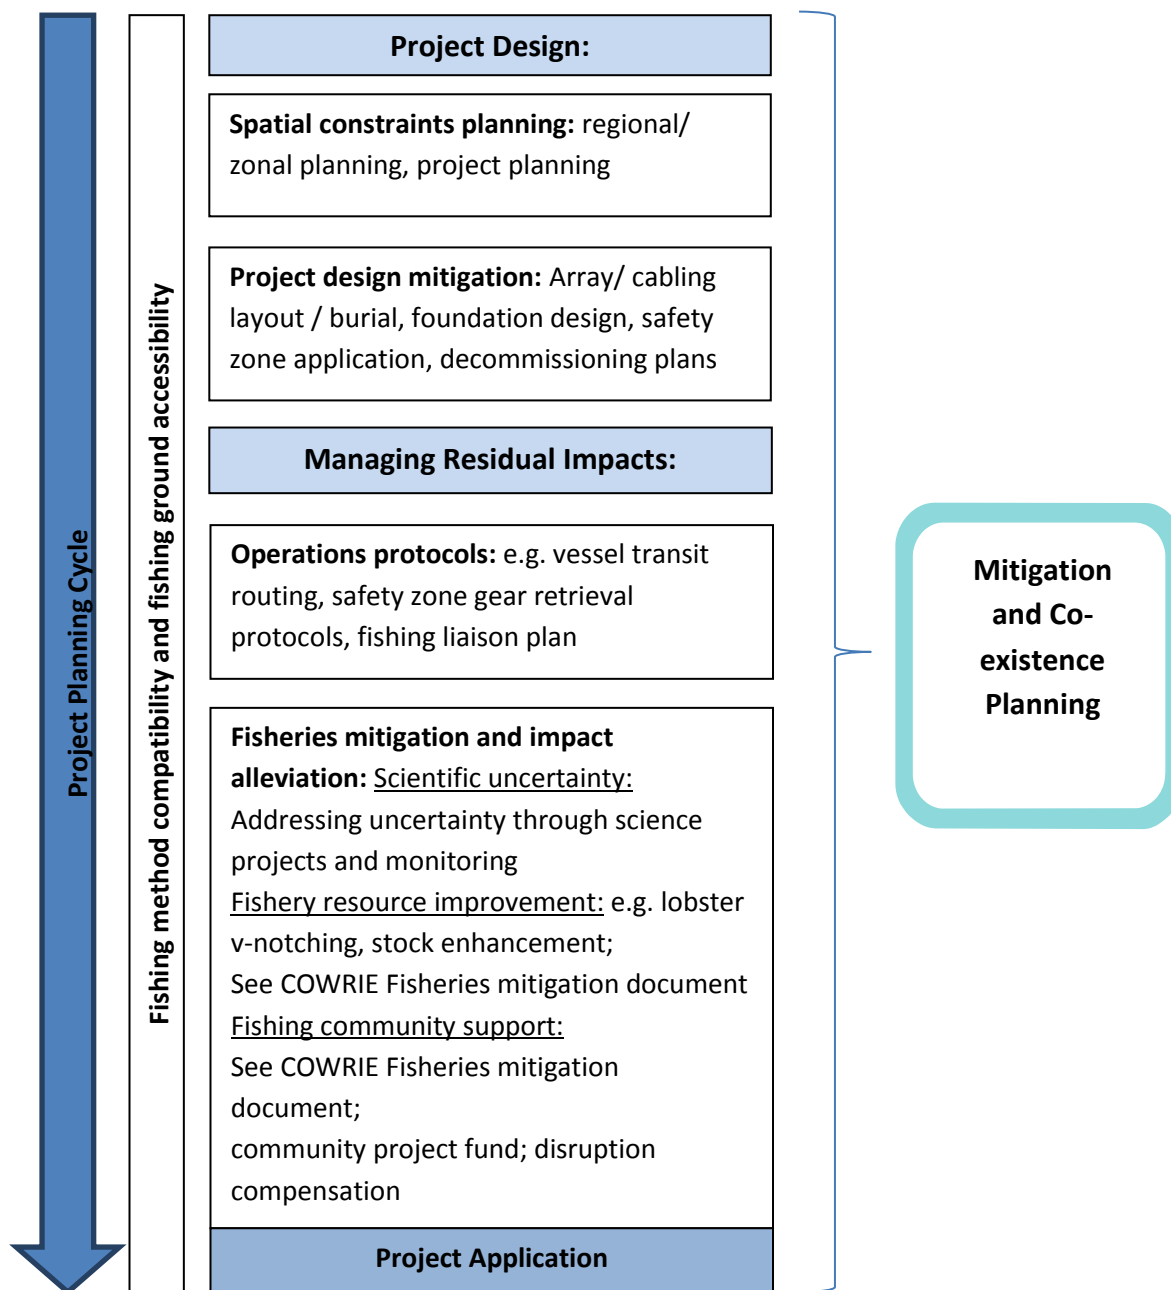 Project Planning Cycle
Fishing method compatibility and fishing ground accessibility
Project Design:
Spatial constraints planning: regional/
zonal planning, project planning
Project design mitigation: Array/ cabling
layout / burial, foundation design, safety
zone application, decommissioning plans
Managing Residual Impacts:
Operations protocols: e.g. vessel transit
routing, safety zone gear retrieval
protocols, fishing liaison plan
Fisheries mitigation and impact
alleviation: Scientific uncertainty:
Addressing uncertainty through science
projects and monitoring
Fishery resource improvement: e.g. lobster
v-notching, stock enhancement;
See COWRIE Fisheries mitigation document
Fishing community support:
See COWRIE Fisheries mitigation
document;
community project fund; disruption
compensation
Project Application
Mitigation
and Co-
existence
Planning